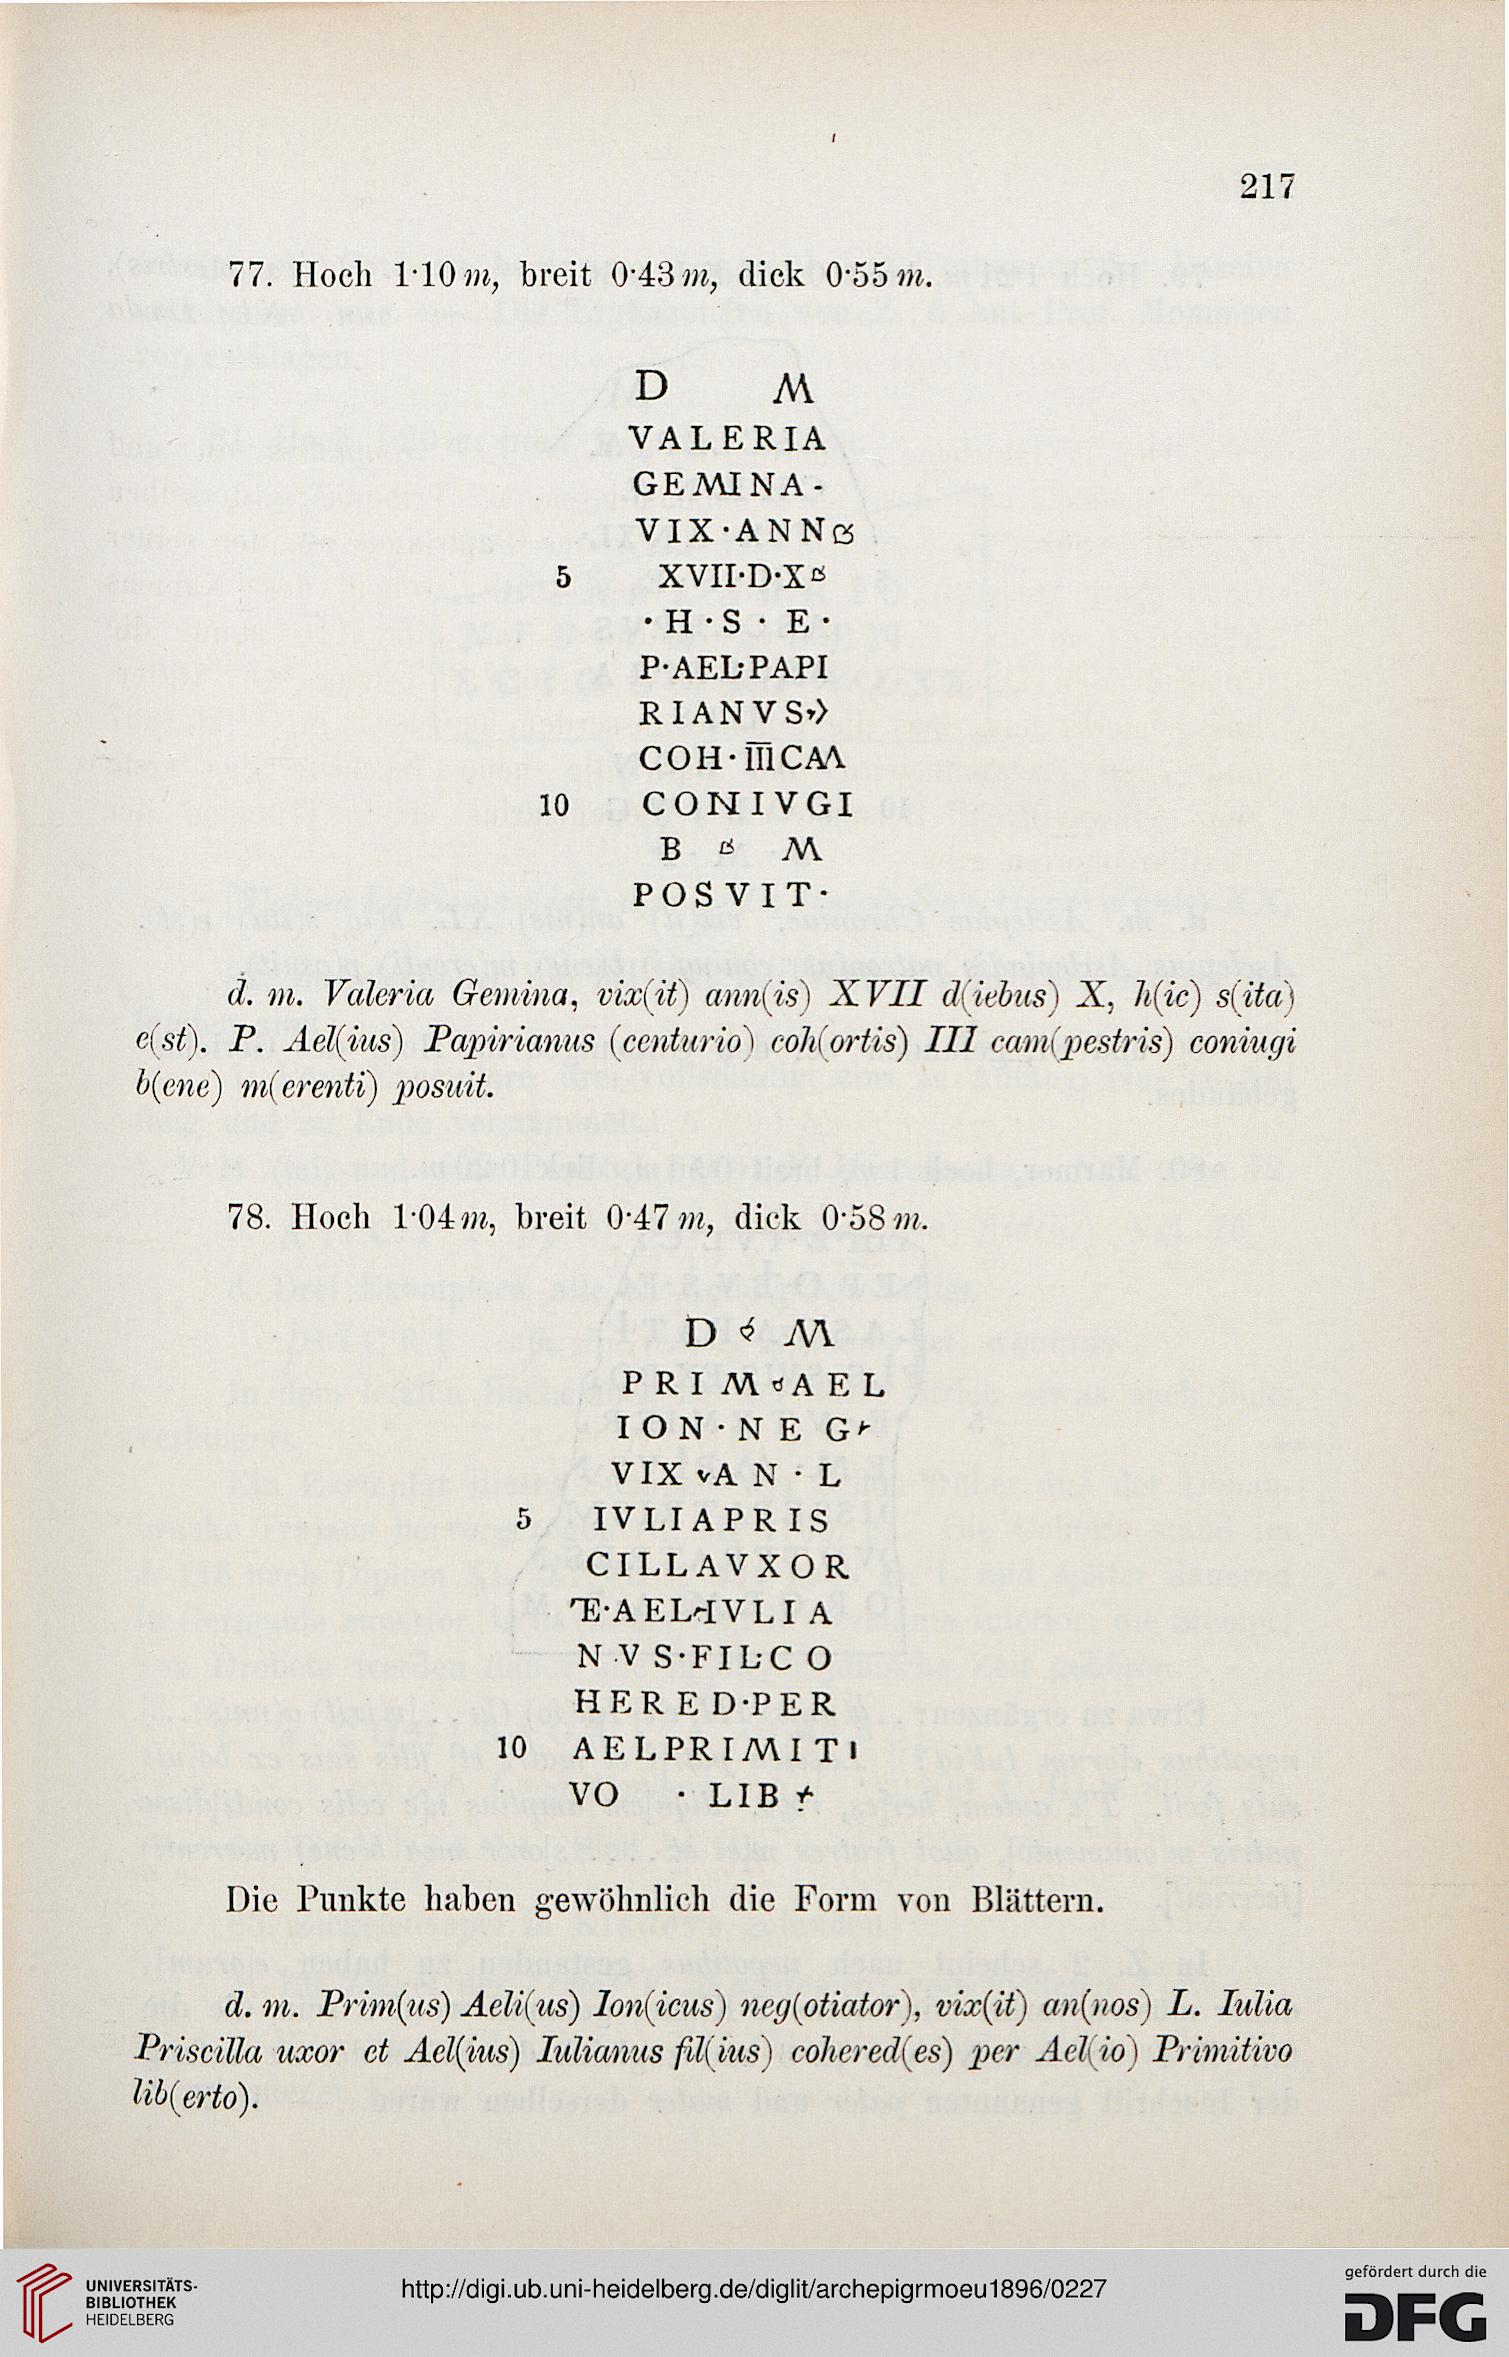 217
77. Hoch 1·10 m, breit 0·43 m, dick 0·55 m.
D M
VALERIA
GEMINA ·
VIX · ANN
5 XVII · D · X
· H · S · E ·
P · AEL · PAPI
RIANVS
COH · III CAM
10 CONIVGI
B M
POSVIT ·
d. m. Valeria Gemina, vix(it) ann(is) XVII d(iebus) X, h(ic) s(ita)
e(st). P. Ael(ius) Papirianus (centurio) coh(ortis) III cam(pestris) coniugi
b(ene) m(erenti) posuit.
78. Hoch 1·04 m, breit 0·47 m, dick 0·58 m.
D M
PRIM AEL
ION · NEG
VIX AN · L
5 IVLIAPRIS
CILLAVXOR
TE · AEL IVLIA
NVS · FIL · CO
HERED · PER
10 AELPRIMITI
VO · LIB
Die Punkte haben gewöhnlich die Form von Blättern.
d. m. Prim(us) Aeli(us) Ion(icus) neg(otiator), vix(it) an(nos) L. Iulia
Priscilla uxor et Ael(ius) Iulianus fil(ius) cohered(es) per Ael(io) Primitivo
lib(erto).
UNIVERSITÄTS-
BIBLIOTHEK
HEIDELBERG
http://digi.ub.uni-heidelberg.de/diglit/archepigrmoeu1896/0227
gefördert durch die
DFG